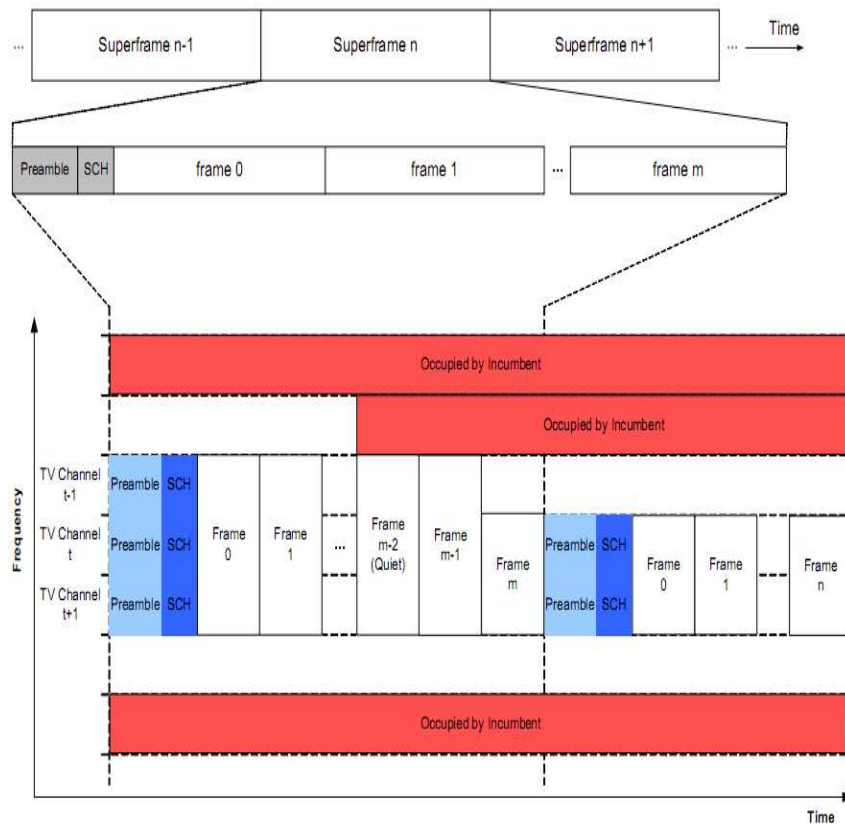 ... Superframe n-1 Superframe n Superframe n+1 ... Time
Preamble SCH frame 0 frame 1 ... frame m
Occupied by Incumbent
Occupied by Incumbent
TV Channel
t-1
Preamble SCH
TV Channel
t
Preamble SCH
TV Channel
t+1
Preamble SCH
Frame
0
Frame
1
...
Frame
m-2
(Quiet)
Frame
m-1
Frame
m
Preamble SCH
Preamble SCH
Frame
0
Frame
1
Frame
n
Occupied by Incumbent
Frequency
Time